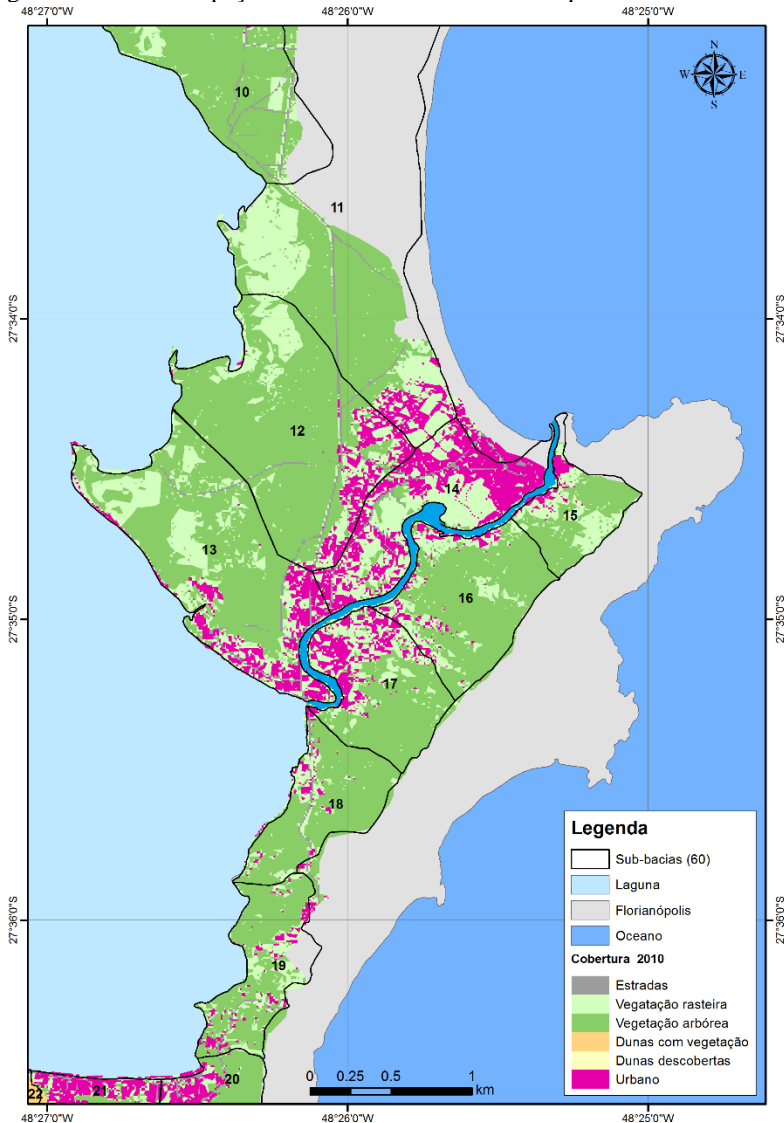 48°27'0"W 48°26'0"W 48°25'0"W
N
W E
S
10
11
27°34'0"S 27°34'0"S
12
14
15
13
16
27°35'0"S 27°35'0"S
17
18
Legenda
Sub-bacias (60)
Laguna
Florianópolis
Oceano
Cobertura 2010
Estradas
Vegatação rasteira
Vegetação arbórea
Dunas com vegetação
Dunas descobertas
Urbano
27°36'0"S 27°36'0"S
19
20
21
22
0 0.25 0.5 1
km
48°27'0"W 48°26'0"W 48°25'0"W